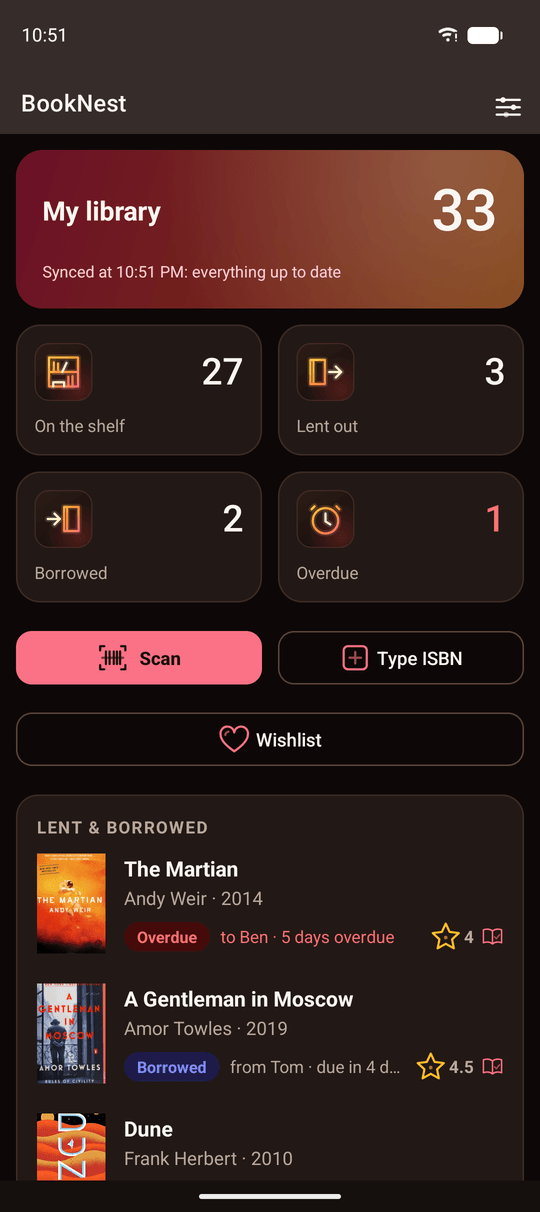 10:51
BookNest
My library
33
Synced at 10:51 PM: everything up to date
27
On the shelf
3
Lent out
2
Borrowed
1
Overdue
Scan
Type ISBN
Wishlist
LENT & BORROWED
THE MARTIAN
ANDY WEIR
The Martian
Andy Weir · 2014
Overdue
to Ben · 5 days overdue
4
A
GENTLEMAN
IN
MOSCOW
AMOR TOWLES
RULES OF CIVILITY
A Gentleman in Moscow
Amor Towles · 2019
Borrowed
from Tom · due in 4 d...
4.5
Dune
Frank Herbert · 2010